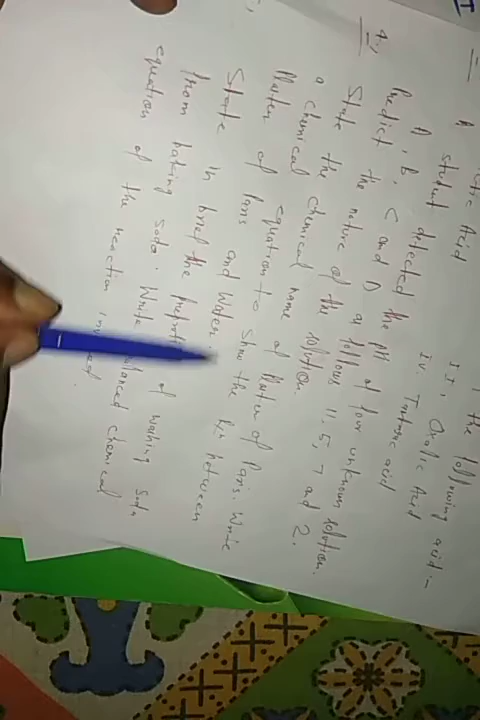 the following acid -
II. Oxalic Acid
Acid
IV. Tartaric acid
A student detected the pH of four unknown solution.
A, B, C and D as follows 11.5, 7 and 2.
Predict the nature of the solution.
4.,
State the chemical name of Plaster of Paris. Write
a chemical equation to show the Rxn between
Plaster of Paris and water.
State in brief the of washing soda
from baking soda. Write balanced chemical
equation of the reaction